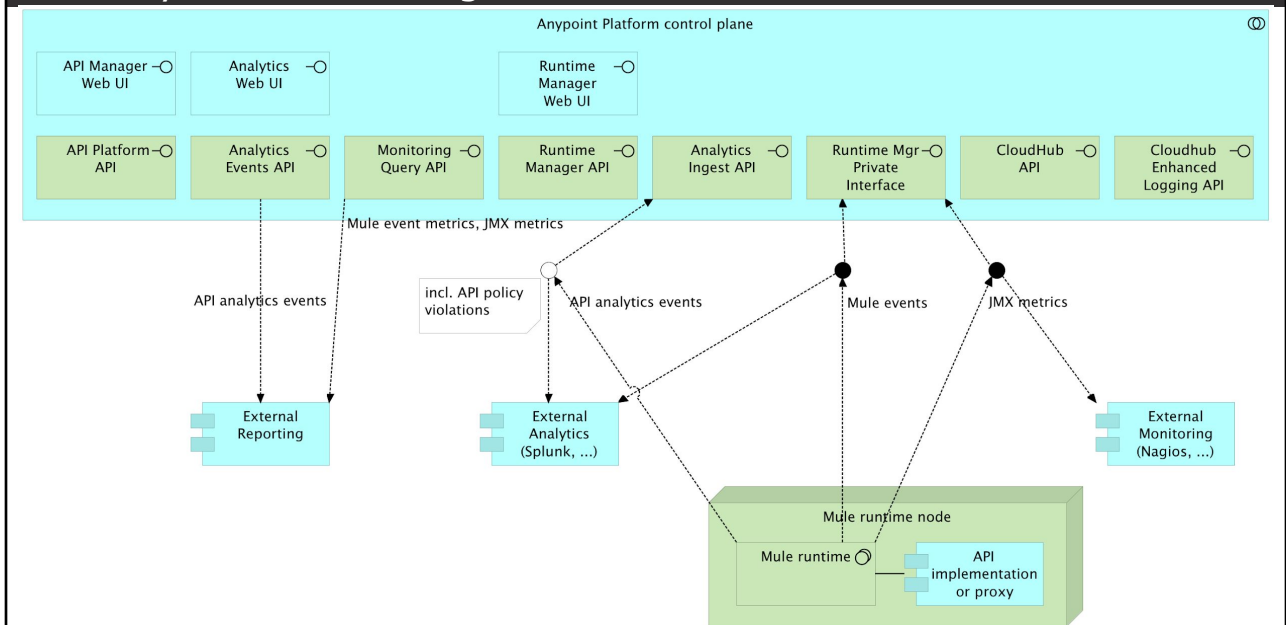 Anypoint Platform control plane
API Manager
Web UI
Analytics
Web UI
Runtime
Manager
Web UI
API Platform
API
Analytics
Events API
Monitoring
Query API
Runtime
Manager API
Analytics
Ingest API
Runtime Mgr
Private
Interface
CloudHub
API
Cloudhub
Enhanced
Logging API
Mule event metrics, JMX metrics
API analytics events
incl. API policy
violations
API analytics events
Mule events
JMX metrics
External
Reporting
External
Analytics
(Splunk, ...)
External
Monitoring
(Nagios, ...)
Mule runtime node
Mule runtime
API
implementation
or proxy